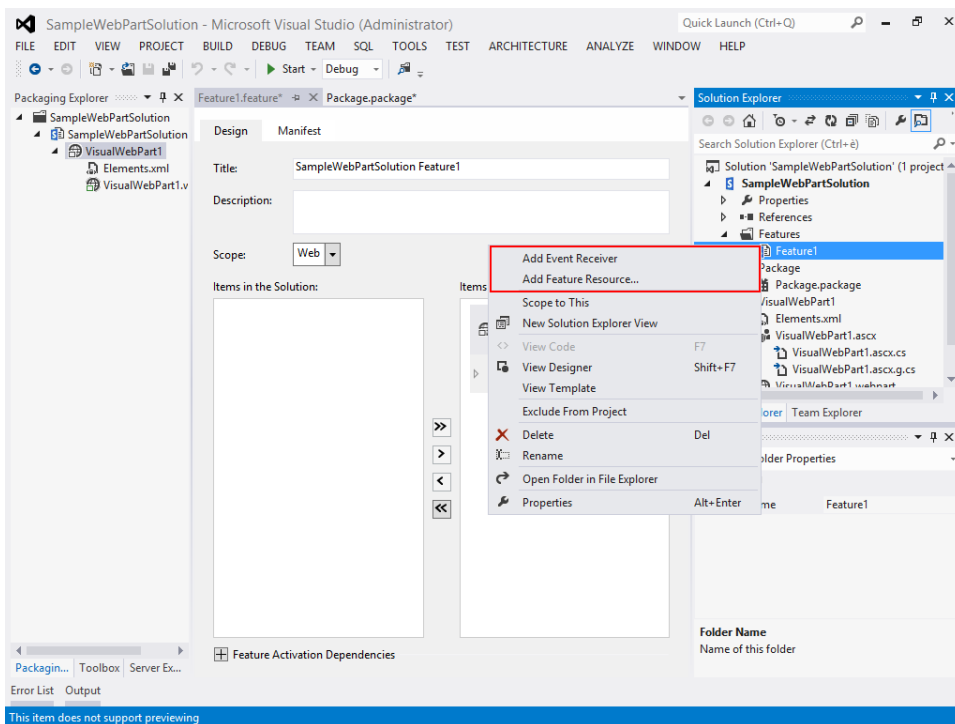 SampleWebPartSolution - Microsoft Visual Studio (Administrator)
Quick Launch (Ctrl+Q)
FILE EDIT VIEW PROJECT BUILD DEBUG TEAM SQL TOOLS TEST ARCHITECTURE ANALYZE WINDOW HELP
Start Debug
Packaging Explorer
SampleWebPartSolution
SampleWebPartSolution
VisualWebPart1
Elements.xml
VisualWebPart1.v
Feature1.feature* Package.package*
Design Manifest
Title: SampleWebPartSolution Feature1
Description:
Scope: Web
Items in the Solution:
Items
Feature Activation Dependencies
Add Event Receiver
Add Feature Resource...
Scope to This
New Solution Explorer View
View Code F7
View Designer Shift+F7
View Template
Exclude From Project
Delete Del
Rename
Open Folder in File Explorer
Properties Alt+Enter
Solution Explorer
Search Solution Explorer (Ctrl+è)
Solution 'SampleWebPartSolution' (1 project
SampleWebPartSolution
Properties
References
Features
Feature1
Package
Package.package
VisualWebPart1
Elements.xml
VisualWebPart1.ascx
VisualWebPart1.ascx.cs
VisualWebPart1.ascx.g.cs
VisualWebPart1.webpart
orer Team Explorer
older Properties
me Feature1
Folder Name
Name of this folder
Packagin... Toolbox Server Ex...
Error List Output
This item does not support previewing